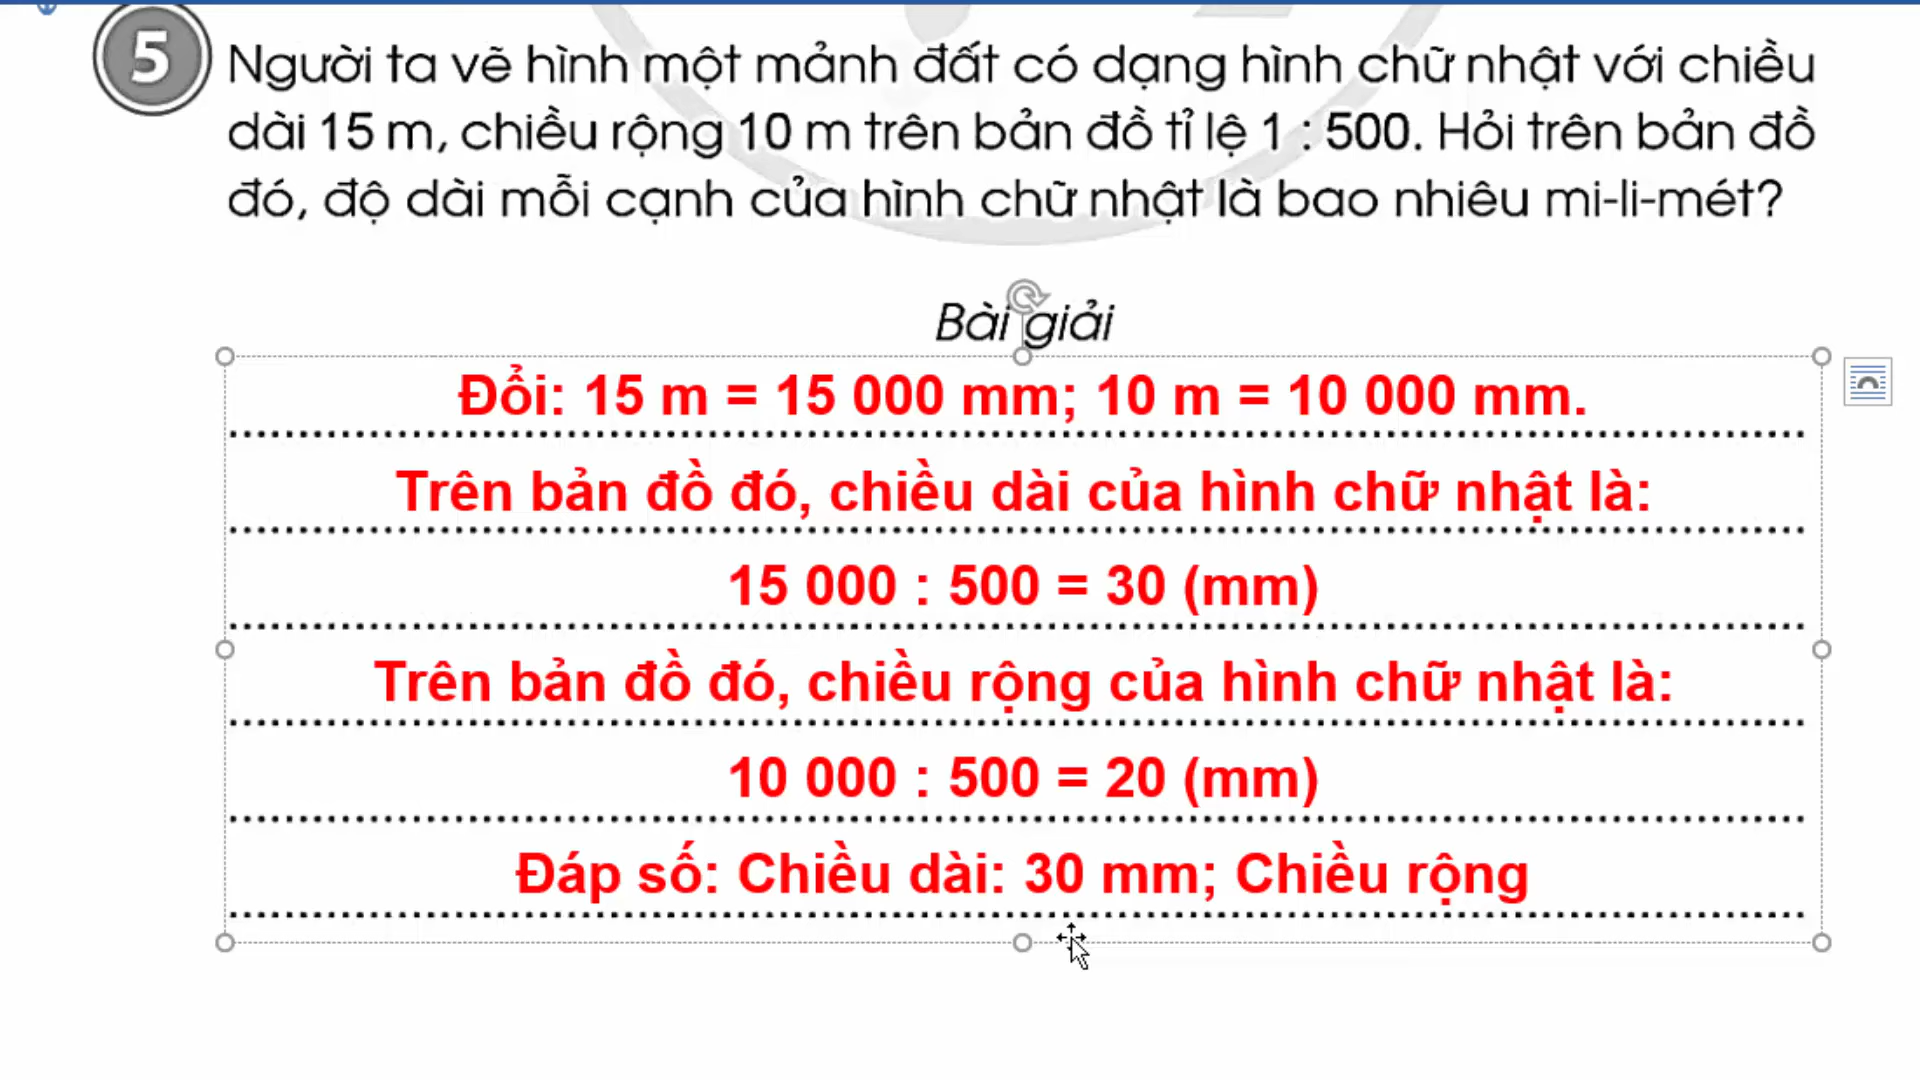 5 Người ta vẽ hình một mảnh đất có dạng hình chữ nhật với chiều
dài 15 m, chiều rộng 10 m trên bản đồ tỉ lệ 1 : 500. Hỏi trên bản đồ
đó, độ dài mỗi cạnh của hình chữ nhật là bao nhiêu mi-li-mét?
Bài giải
Đổi: 15 m = 15 000 mm; 10 m = 10 000 mm.
Trên bản đồ đó, chiều dài của hình chữ nhật là:
15 000 : 500 = 30 (mm)
Trên bản đồ đó, chiều rộng của hình chữ nhật là:
10 000 : 500 = 20 (mm)
Đáp số: Chiều dài: 30 mm; Chiều rộng